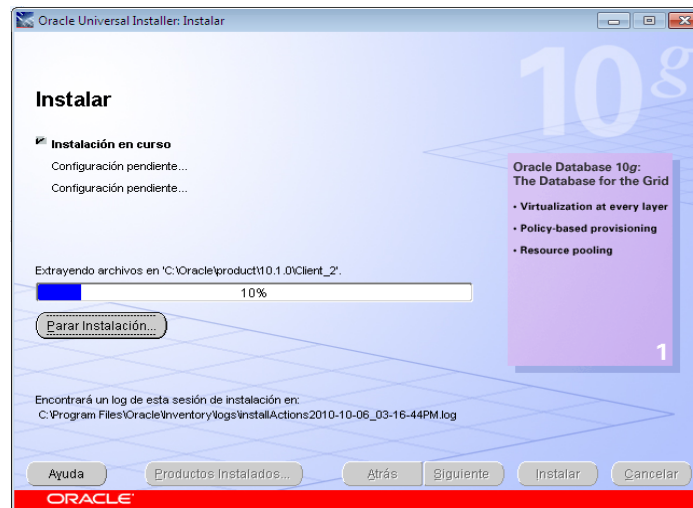 Oracle Universal Installer: Instalar
10g
Instalar
Instalación en curso
Configuración pendiente...
Configuración pendiente...
Oracle Database 10g:
The Database for the Grid
• Virtualization at every layer
• Policy-based provisioning
• Resource pooling
1
Extrayendo archivos en 'C:\Oracle\product\10.1.0\Client_2'.
10%
Parar Instalación...
Encontrará un log de esta sesión de instalación en:
C:\Program Files\Oracle\Inventory\logs\installActions2010-10-06_03-16-44PM.log
Ayuda Productos Instalados... Atrás Siguiente Instalar Cancelar
ORACLE